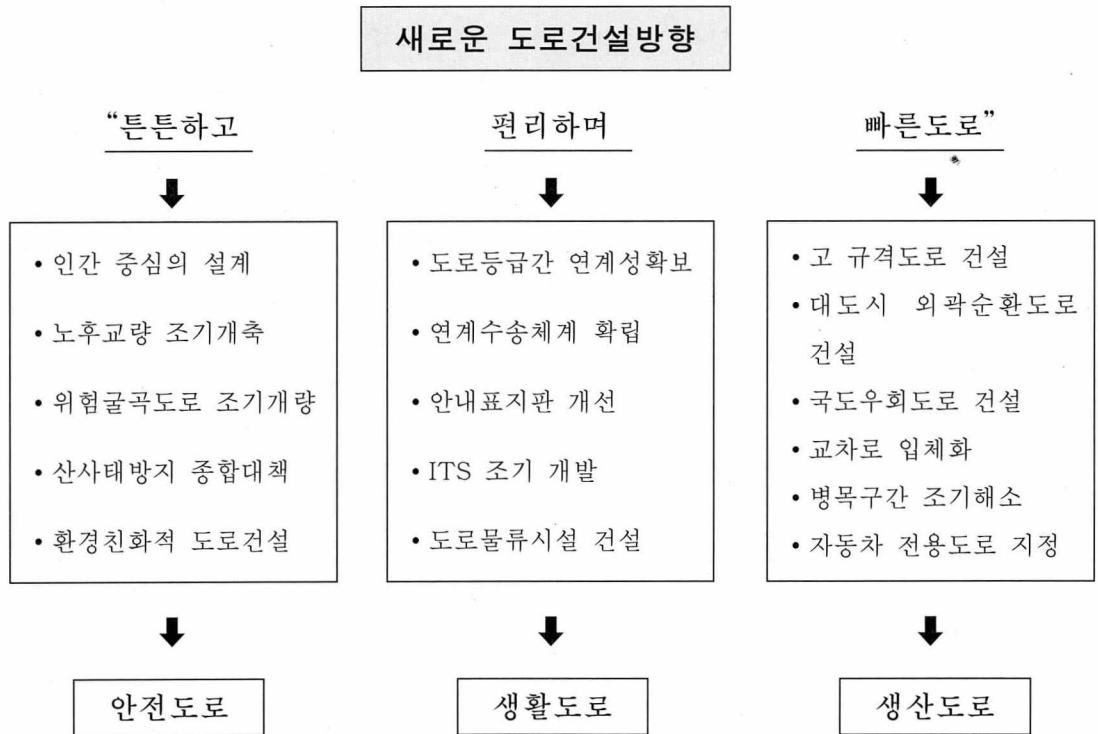 새로운 도로건설방향
“튼튼하고
편리하며
빠른도로”
• 인간 중심의 설계
• 노후교량 조기개축
• 위험굴곡도로 조기개량
• 산사태방지 종합대책
• 환경친화적 도로건설
• 도로등급간 연계성확보
• 연계수송체계 확립
• 안내표지판 개선
• ITS 조기 개발
• 도로물류시설 건설
• 고 규격도로 건설
• 대도시 외곽순환도로
건설
• 국도우회도로 건설
• 교차로 입체화
• 병목구간 조기해소
• 자동차 전용도로 지정
안전도로
생활도로
생산도로